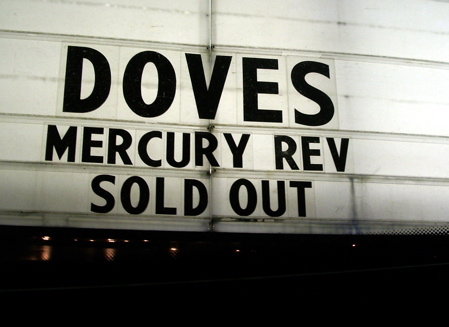 DOVES
MERCURY REV
SOLD OUT